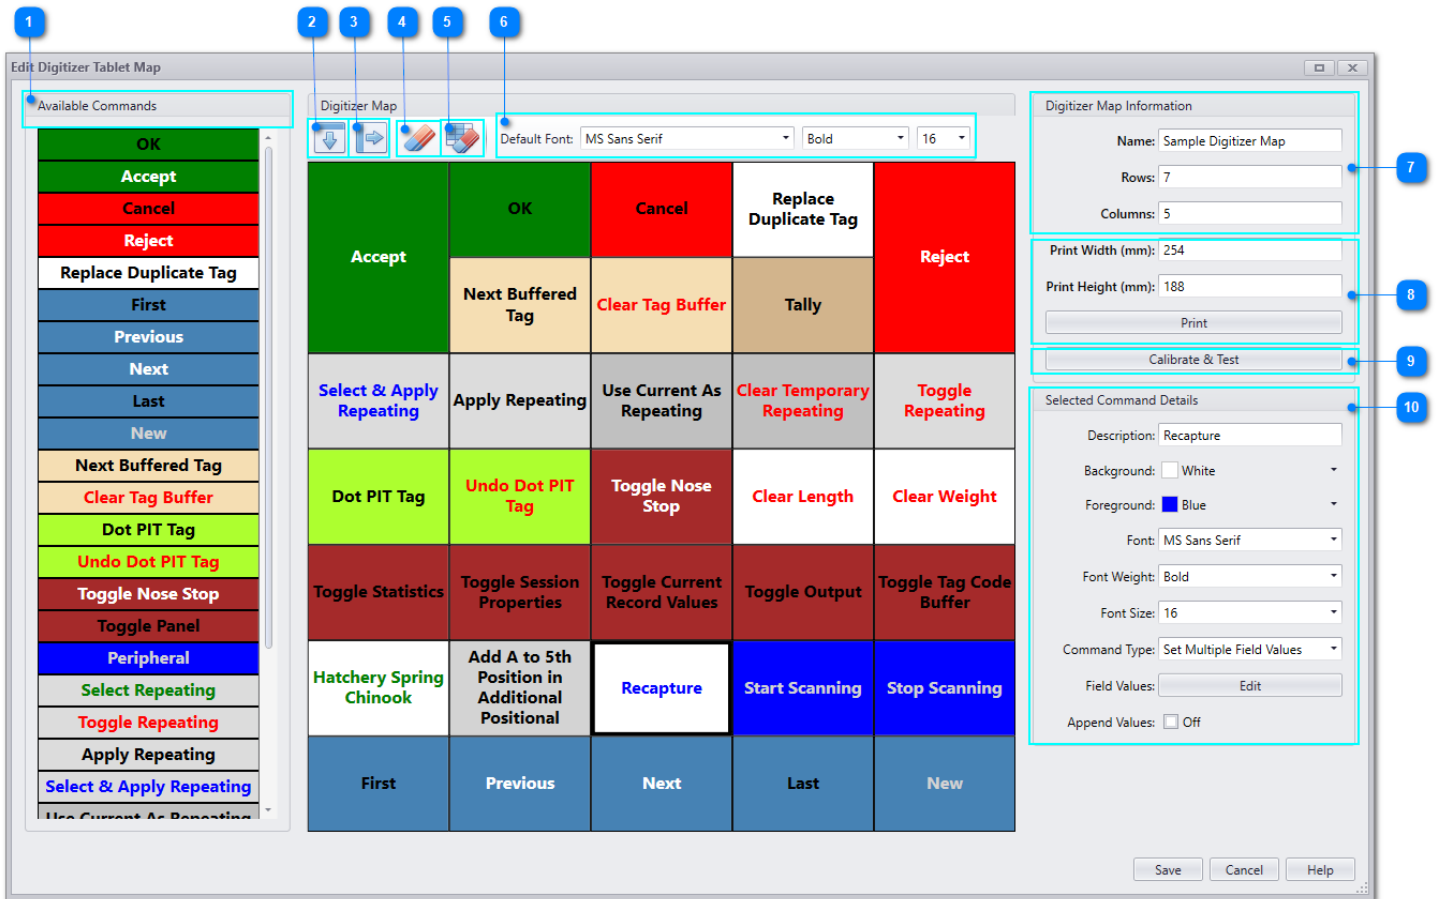 1
2
3
4
5
6
Edit Digitizer Tablet Map
Available Commands
OK
Accept
Cancel
Reject
Replace Duplicate Tag
First
Previous
Next
Last
New
Next Buffered Tag
Clear Tag Buffer
Dot PIT Tag
Undo Dot PIT Tag
Toggle Nose Stop
Toggle Panel
Peripheral
Select Repeating
Toggle Repeating
Apply Repeating
Select & Apply Repeating
Use Current As Repeating
Digitizer Map
Default Font: MS Sans Serif Bold 16
Accept
OK
Cancel
Replace
Duplicate Tag
Reject
Next Buffered
Tag
Clear Tag Buffer
Tally
Select & Apply
Repeating
Apply Repeating
Use Current As
Repeating
Clear Temporary
Repeating
Toggle
Repeating
Dot PIT Tag
Undo Dot PIT
Tag
Toggle Nose
Stop
Clear Length
Clear Weight
Toggle Statistics
Toggle Session
Properties
Toggle Current
Record Values
Toggle Output
Toggle Tag Code
Buffer
Hatchery Spring
Chinook
Add A to 5th
Position in
Additional
Positional
Recapture
Start Scanning
Stop Scanning
First
Previous
Next
Last
New
Digitizer Map Information
Name: Sample Digitizer Map
Rows: 7
Columns: 5
7
Print Width (mm): 254
Print Height (mm): 188
Print
8
Calibrate & Test
9
Selected Command Details
10
Description: Recapture
Background: White
Foreground: Blue
Font: MS Sans Serif
Font Weight: Bold
Font Size: 16
Command Type: Set Multiple Field Values
Field Values: Edit
Append Values: Off
Save
Cancel
Help